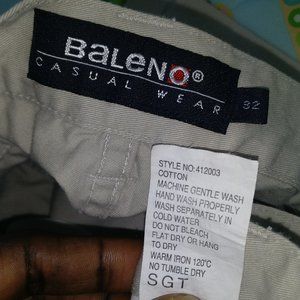 BALENO®
CASUAL WEAR
32
STYLE NO:412003
COTTON
MACHINE GENTLE WASH
HAND WASH PROPERLY
WASH SEPARATELY IN
COLD WATER
DO NOT BLEACH
FLAT DRY OR HANG
TO DRY
WARM IRON 120°C
NO TUMBLE DRY
SGT